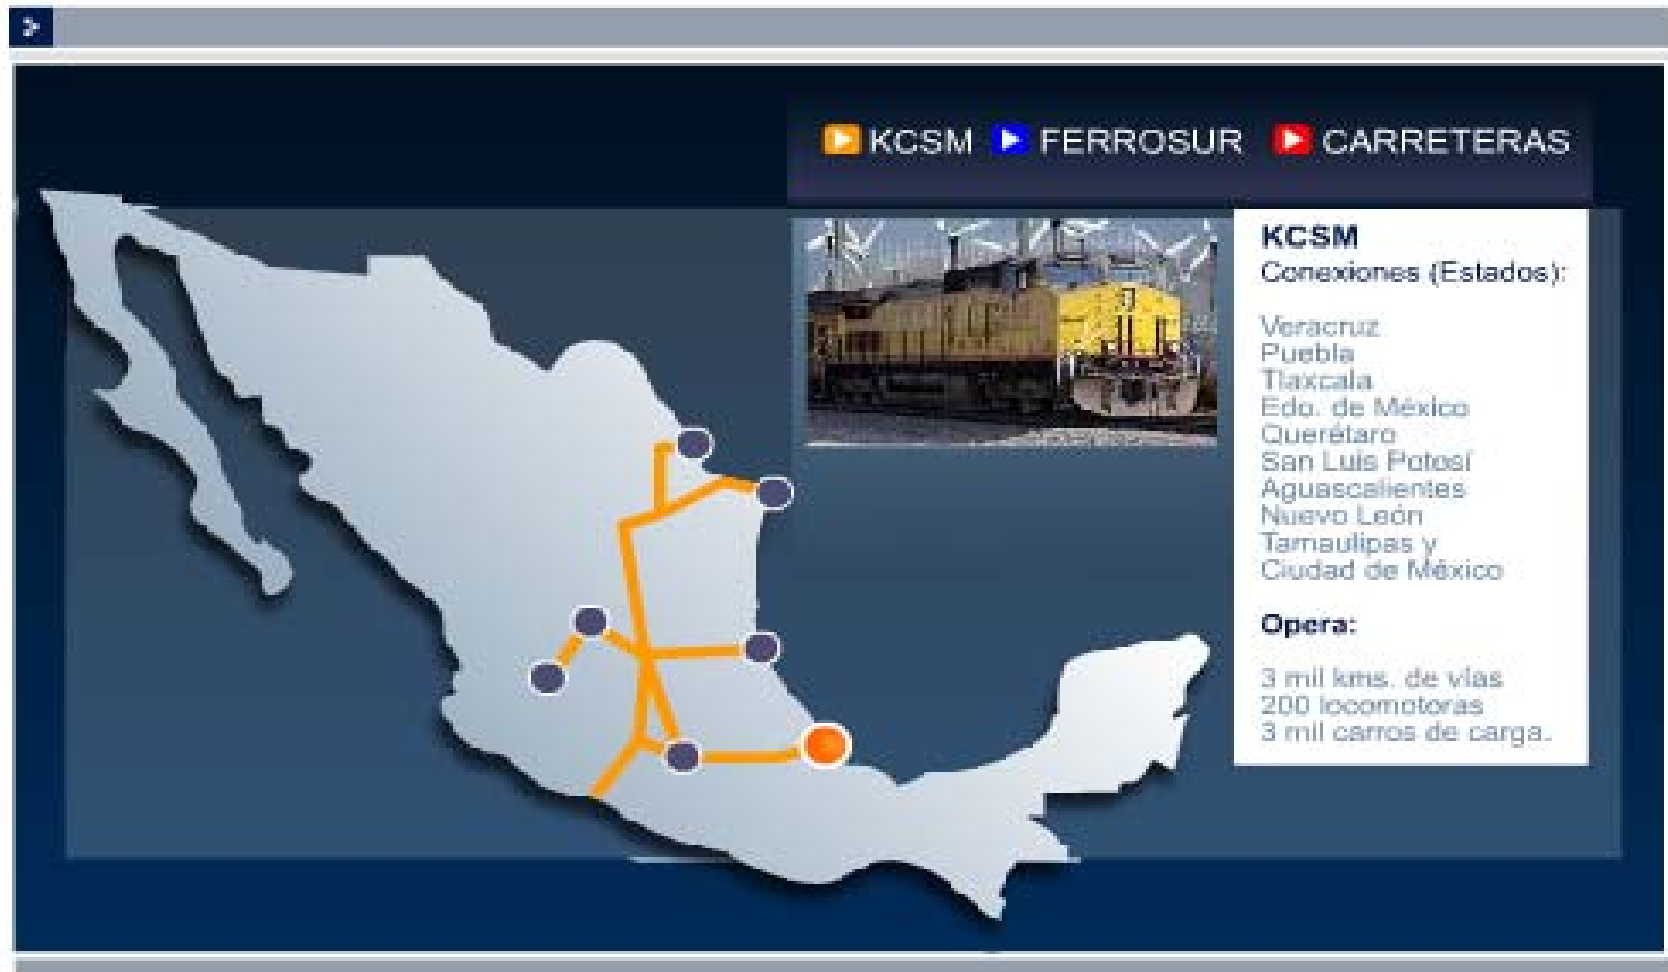 KCSM FERROSUR CARRETERAS
KCSM
Conexiones (Estados):
Veracruz
Puebla
Tlaxcala
Edo. de México
Querétaro
San Luis Potosí
Aguascalientes
Nuevo León
Tamaulipas y
Ciudad de México
Opera:
3 mil kms. de vías
200 locomotoras
3 mil carros de carga.